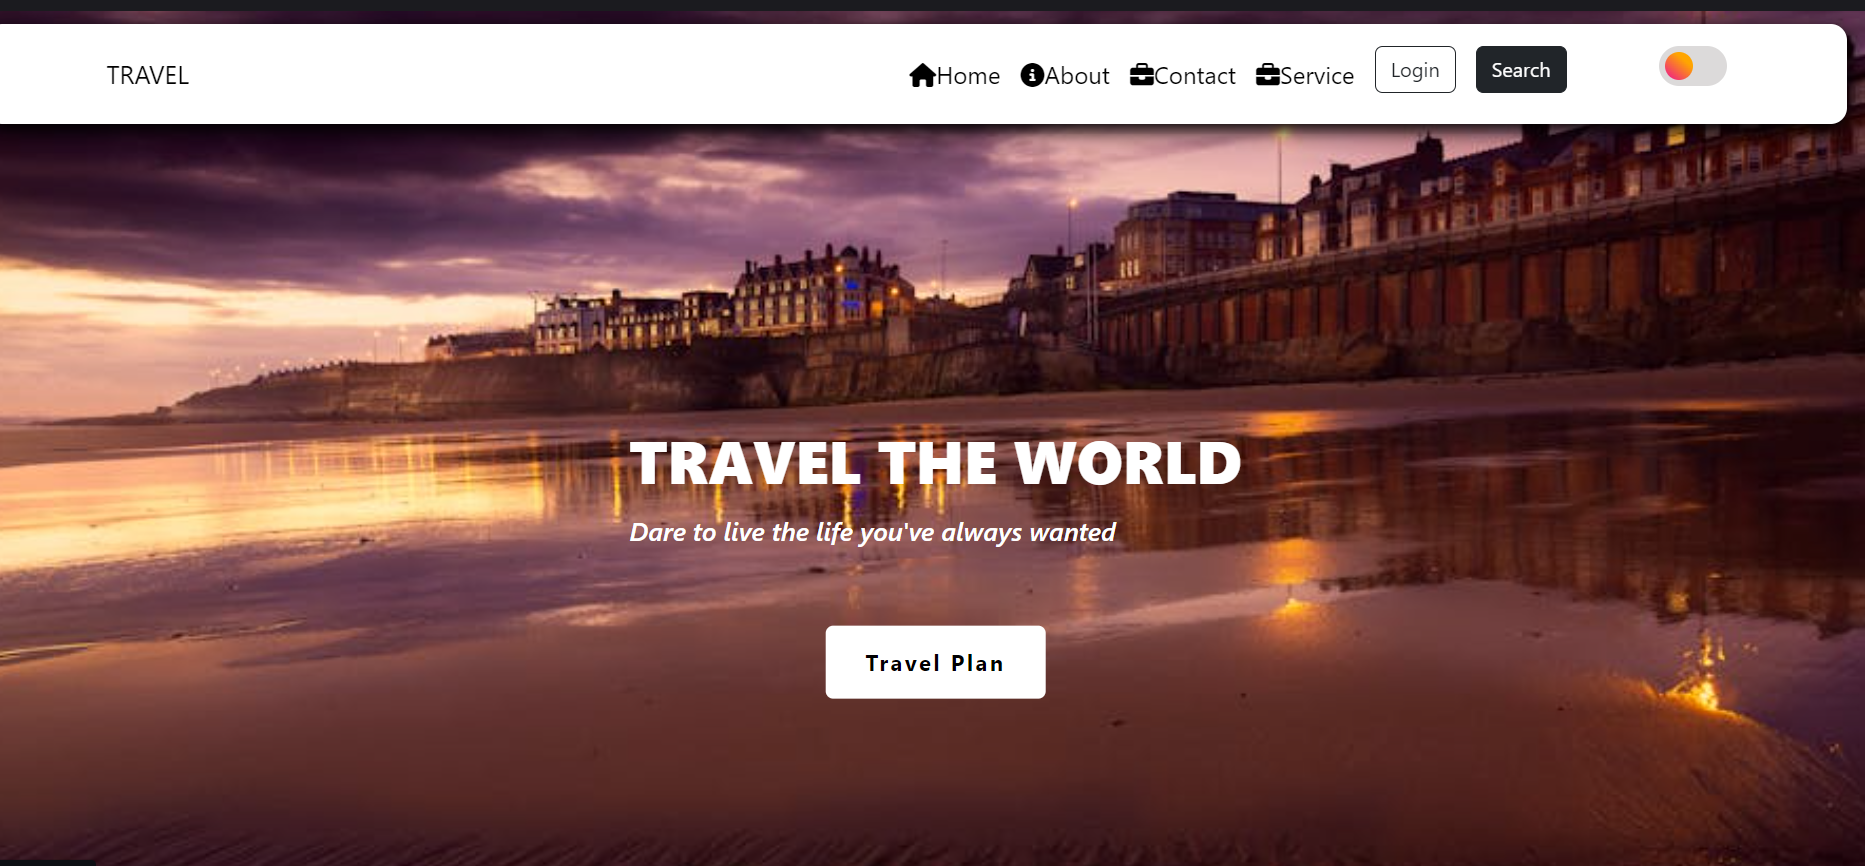 TRAVEL Home About Contact Service Login Search
TRAVEL THE WORLD
Dare to live the life you've always wanted
Travel Plan